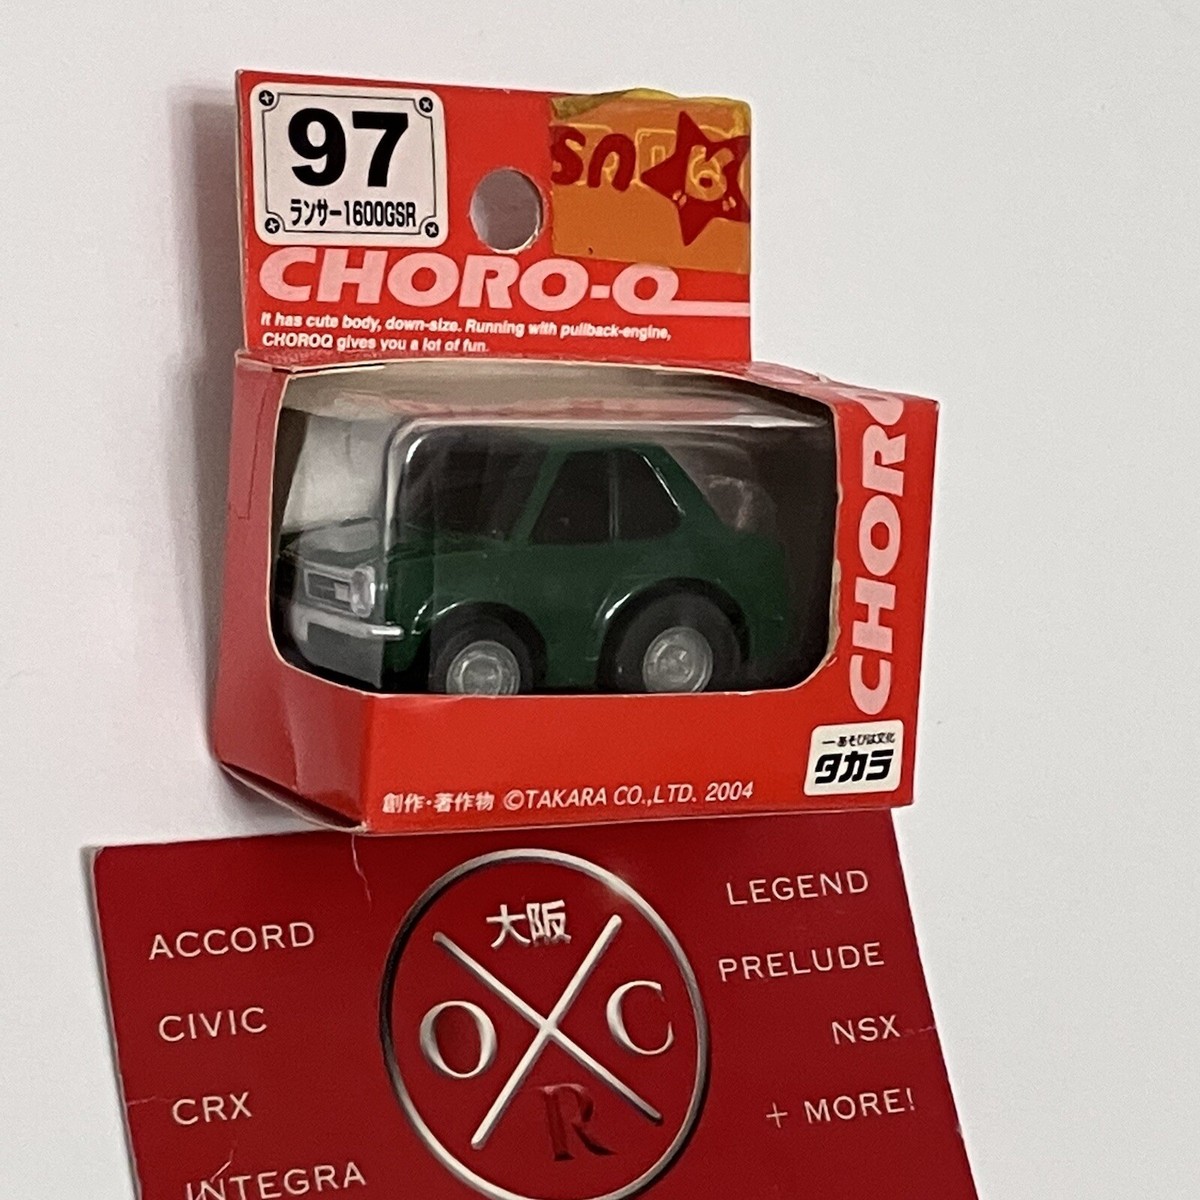 97
ランサー1600GSR
CHORO-Q
It has cute body, down-size. Running with pullback-engine,
CHOROQ gives you a lot of fun.
CHORO
ーあそびは文化
タカラ
創作・著作物 ©TAKARA CO.,LTD. 2004
大阪
O
C
R
ACCORD
CIVIC
CRX
INTEGRA
LEGEND
PRELUDE
NSX
+ MORE!